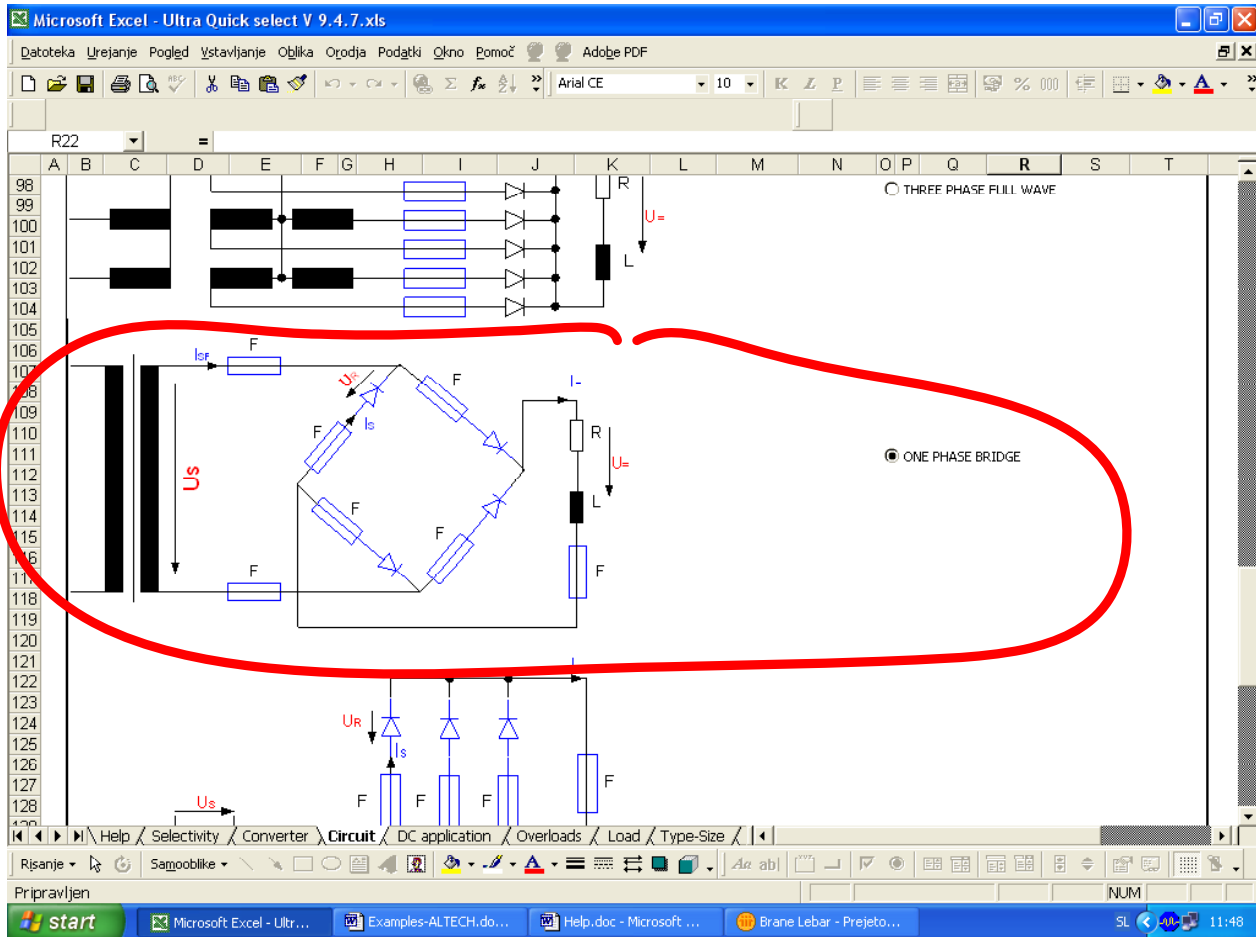 Microsoft Excel - Ultra Quick select V 9.4.7.xls
Datoteka Urejanje Pogled Vstavljanje Oblika Orodja Podatki Okno Pomoč Adobe PDF
Arial CE 10 K L P % 000
R22 =
A B C D E F G H I J K L M N O P Q R S T
98 R THREE PHASE FULL WAVE
99
100 U=
101
102 L
103
104
105
106 ISF F
107
108 UR F I-
109
110 F Is R
111 ONE PHASE BRIDGE
112 Us U=
113
114 F L
115 F
116
117 F F
118
119
120
121
122
123
124 UR
125 Is
126
127 F
128 Us F F F
Help Selectivity Converter Circuit DC application Overloads Load Type-Size
Risanje Samooblike Aa ab
Pripravljen NUM
start Microsoft Excel - Ultr... Examples-ALTECH.do... Help.doc - Microsoft ... Brane Lebar - Prejeto... SL 11:48